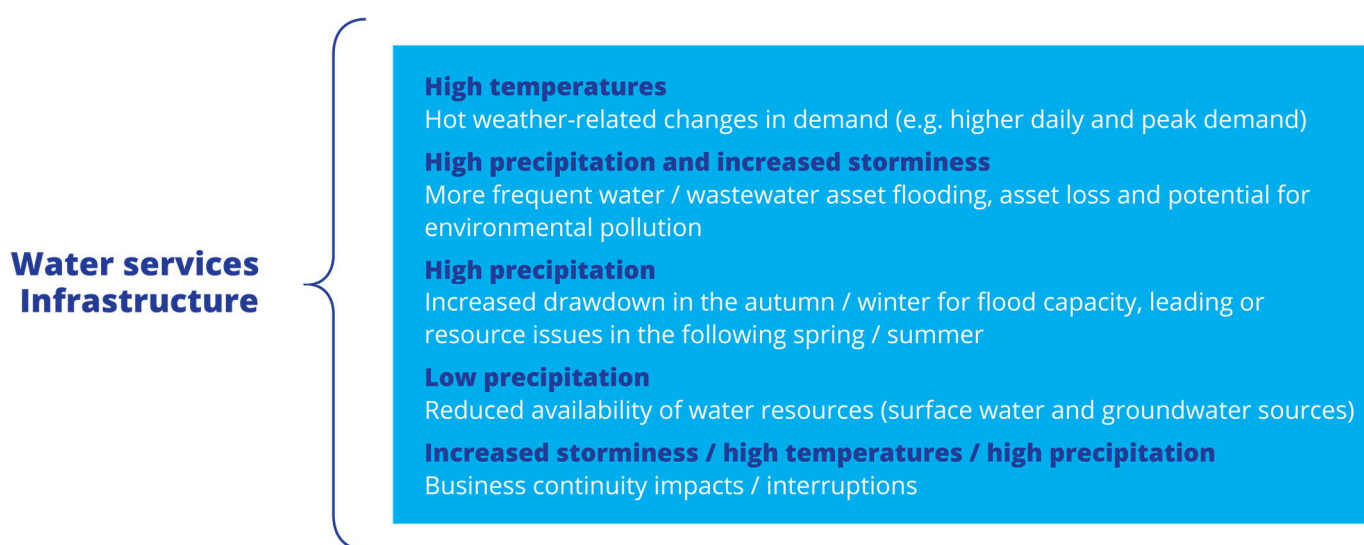 Water services
Infrastructure
High temperatures
Hot weather-related changes in demand (e.g. higher daily and peak demand)
High precipitation and increased storminess
More frequent water / wastewater asset flooding, asset loss and potential for
environmental pollution
High precipitation
Increased drawdown in the autumn / winter for flood capacity, leading or
resource issues in the following spring / summer
Low precipitation
Reduced availability of water resources (surface water and groundwater sources)
Increased storminess / high temperatures / high precipitation
Business continuity impacts / interruptions